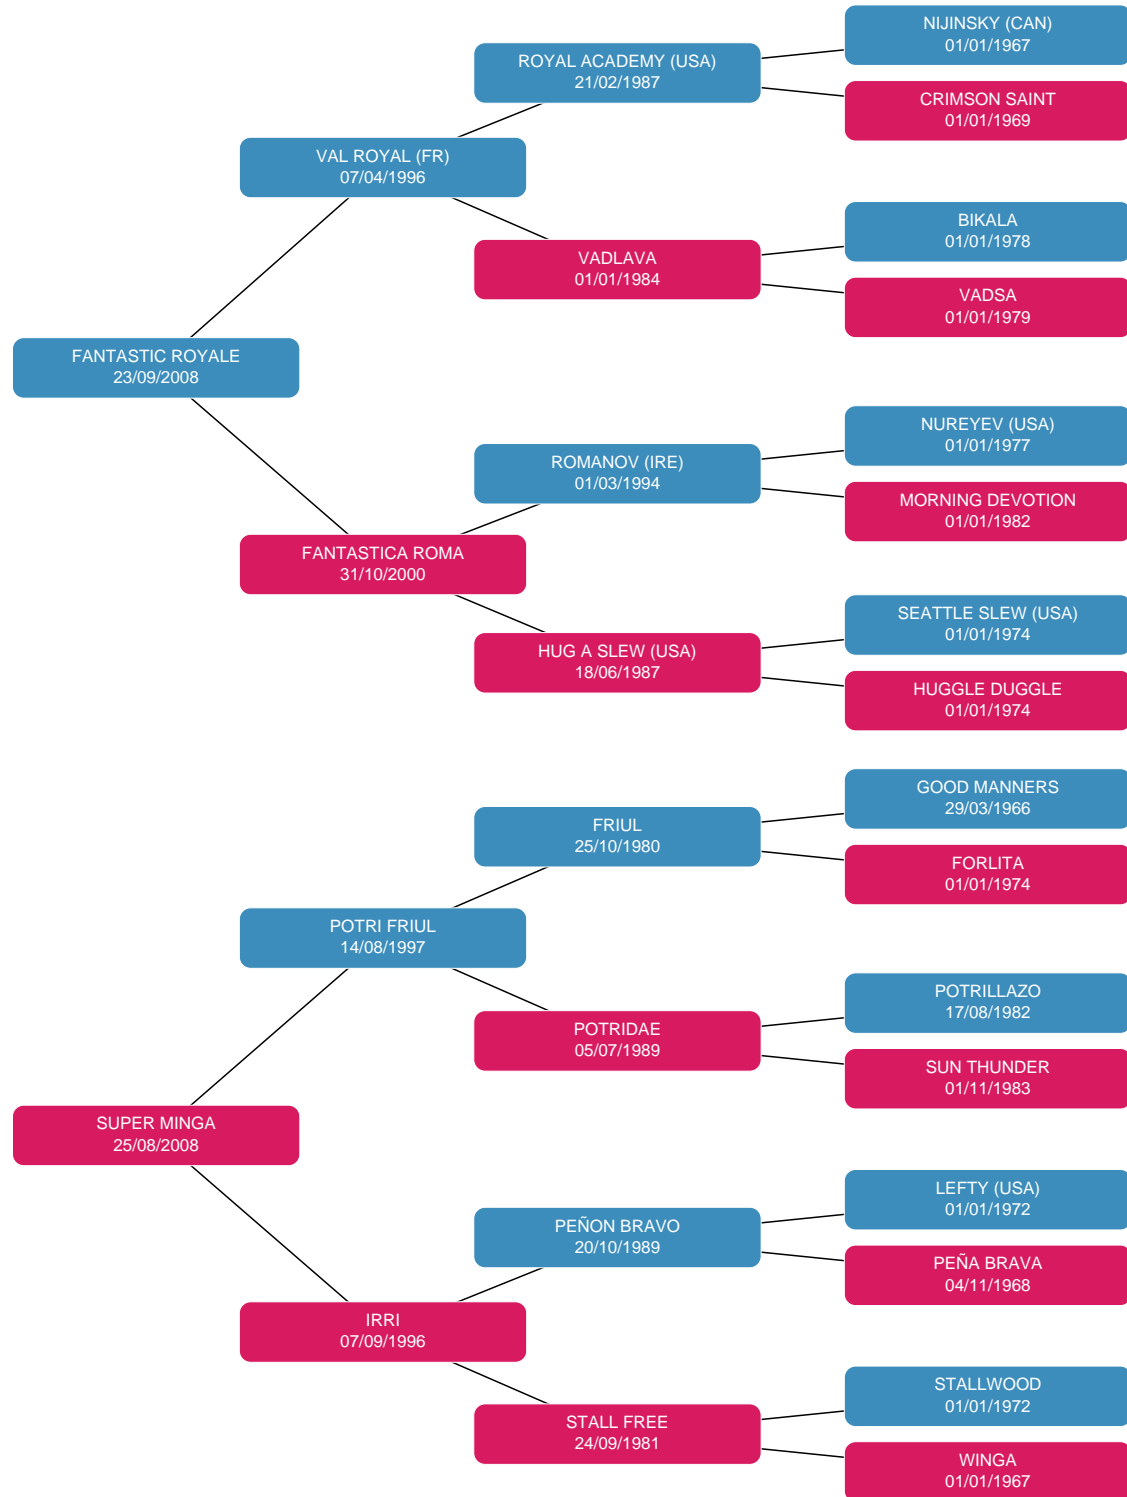 NIJINSKY (CAN)
01/01/1967
ROYAL ACADEMY (USA)
21/02/1987
CRIMSON SAINT
01/01/1969
VAL ROYAL (FR)
07/04/1996
BIKALA
01/01/1978
VADLAVA
01/01/1984
VADSA
01/01/1979
FANTASTIC ROYALE
23/09/2008
NUREYEV (USA)
01/01/1977
ROMANOV (IRE)
01/03/1994
MORNING DEVOTION
01/01/1982
FANTASTICA ROMA
31/10/2000
SEATTLE SLEW (USA)
01/01/1974
HUG A SLEW (USA)
18/06/1987
HUGGLE DUGGLE
01/01/1974
GOOD MANNERS
29/03/1966
FRIUL
25/10/1980
FORLITA
01/01/1974
POTRI FRIUL
14/08/1997
POTRILLAZO
17/08/1982
POTRIDAE
05/07/1989
SUN THUNDER
01/11/1983
SUPER MINGA
25/08/2008
LEFTY (USA)
01/01/1972
PEÑON BRAVO
20/10/1989
PEÑA BRAVA
04/11/1968
IRRI
07/09/1996
STALLWOOD
01/01/1972
STALL FREE
24/09/1981
WINGA
01/01/1967